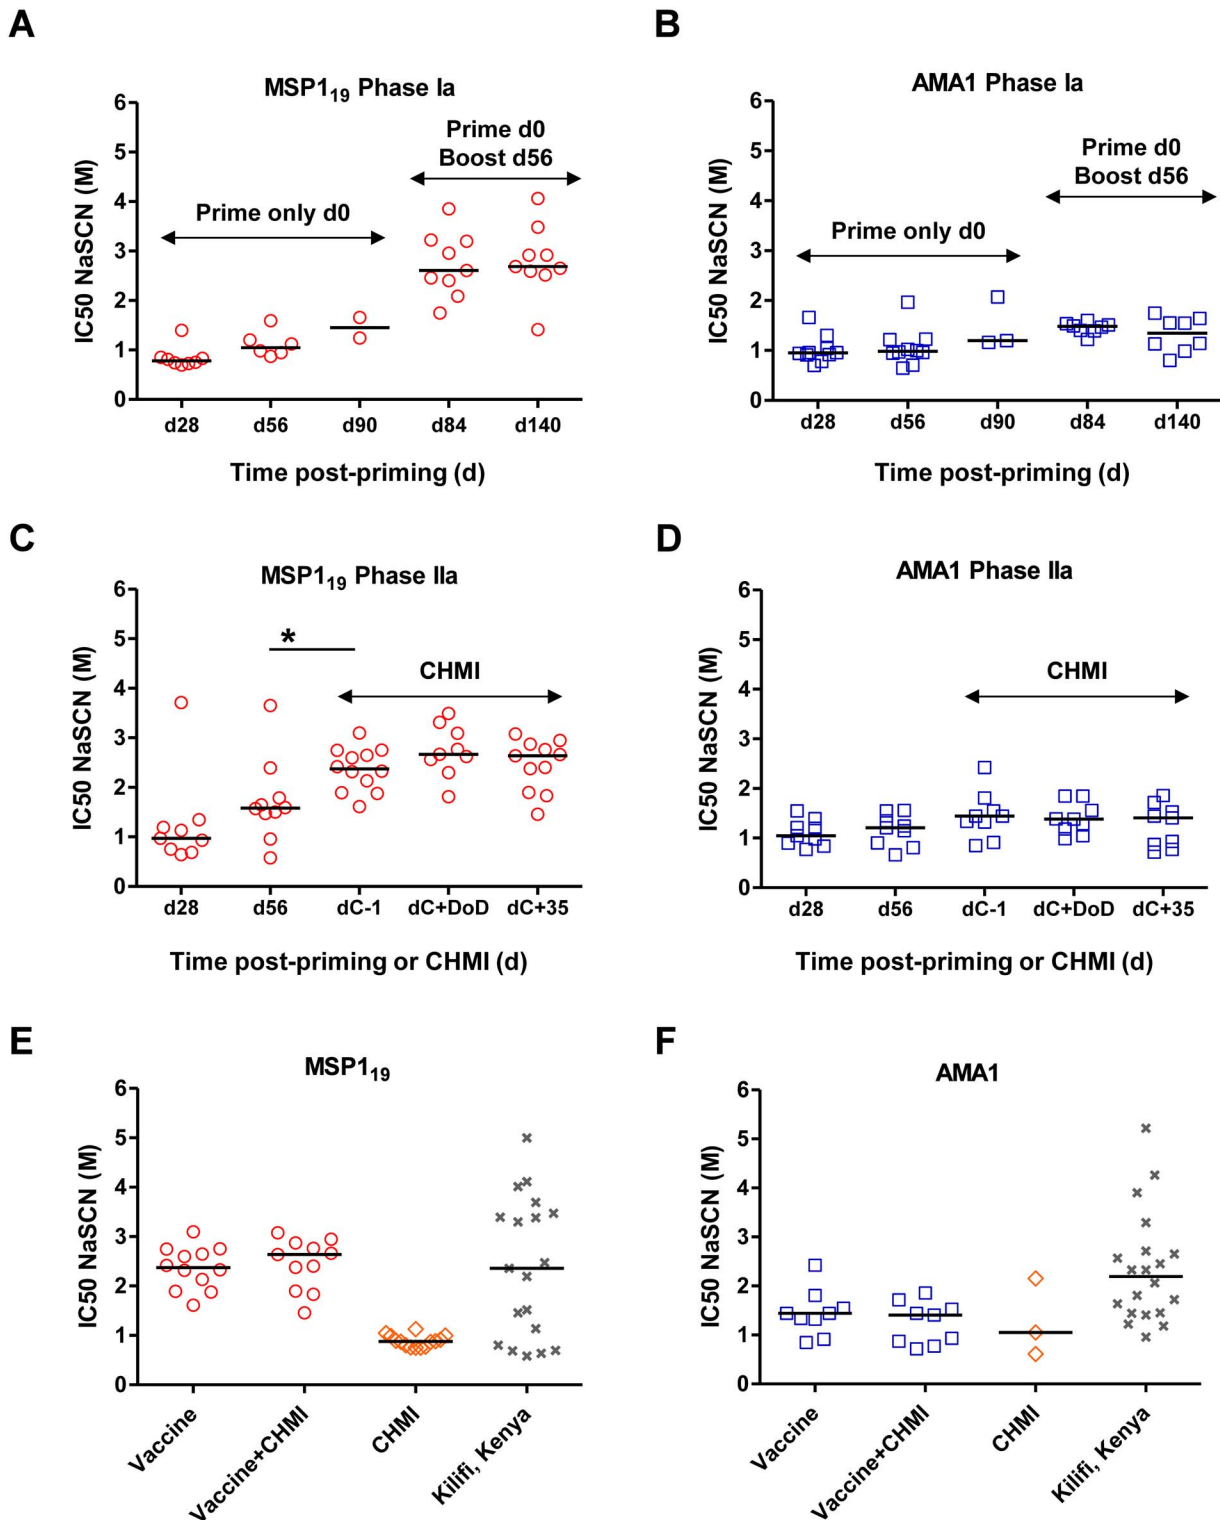 A
MSP1₁₉ Phase Ia
IC50 NaSCN (M)
6
5
4
3
2
1
0
Prime only d0
Prime d0
Boost d56
d28 d56 d90 d84 d140
Time post-priming (d)
B
AMA1 Phase Ia
IC50 NaSCN (M)
6
5
4
3
2
1
0
Prime only d0
Prime d0
Boost d56
d28 d56 d90 d84 d140
Time post-priming (d)
C
MSP1₁₉ Phase IIa
IC50 NaSCN (M)
6
5
4
3
2
1
0
*
CHMI
d28 d56 dC-1 dC+DoD dC+35
Time post-priming or CHMI (d)
D
AMA1 Phase IIa
IC50 NaSCN (M)
6
5
4
3
2
1
0
CHMI
d28 d56 dC-1 dC+DoD dC+35
Time post-priming or CHMI (d)
E
MSP1₁₉
IC50 NaSCN (M)
6
5
4
3
2
1
0
Vaccine
Vaccine+CHMI
CHMI
Kilifi, Kenya
F
AMA1
IC50 NaSCN (M)
6
5
4
3
2
1
0
Vaccine
Vaccine+CHMI
CHMI
Kilifi, Kenya